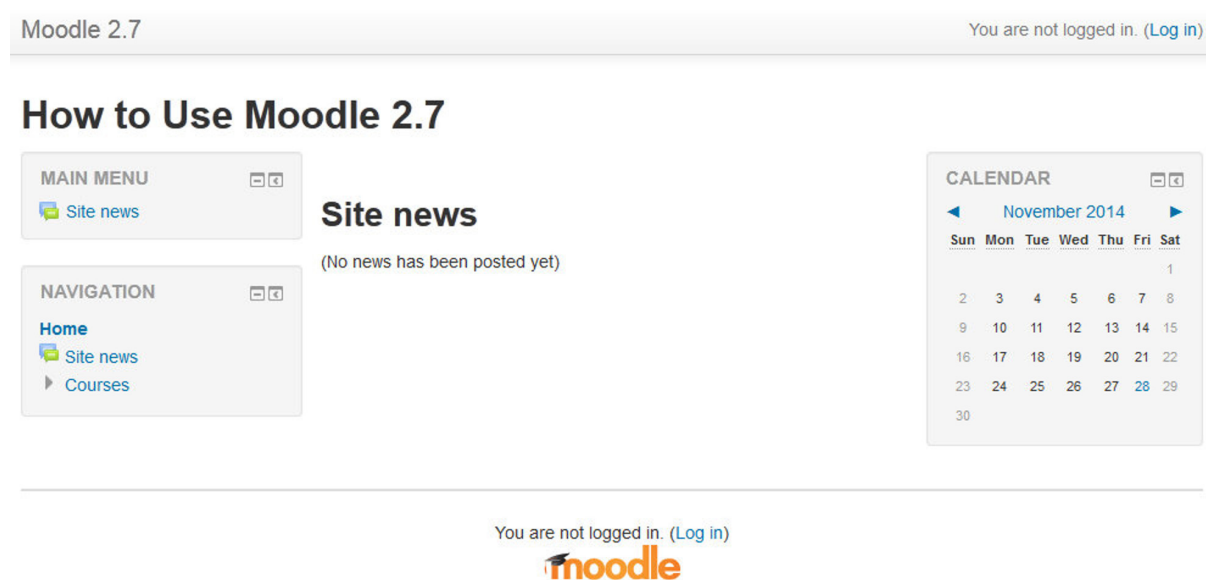 Moodle 2.7
You are not logged in. (Log in)
How to Use Moodle 2.7
MAIN MENU
Site news
NAVIGATION
Home
Site news
Courses
Site news
(No news has been posted yet)
CALENDAR
◄ November 2014 ►
Sun Mon Tue Wed Thu Fri Sat
1
2 3 4 5 6 7 8
9 10 11 12 13 14 15
16 17 18 19 20 21 22
23 24 25 26 27 28 29
30
You are not logged in. (Log in)
moodle